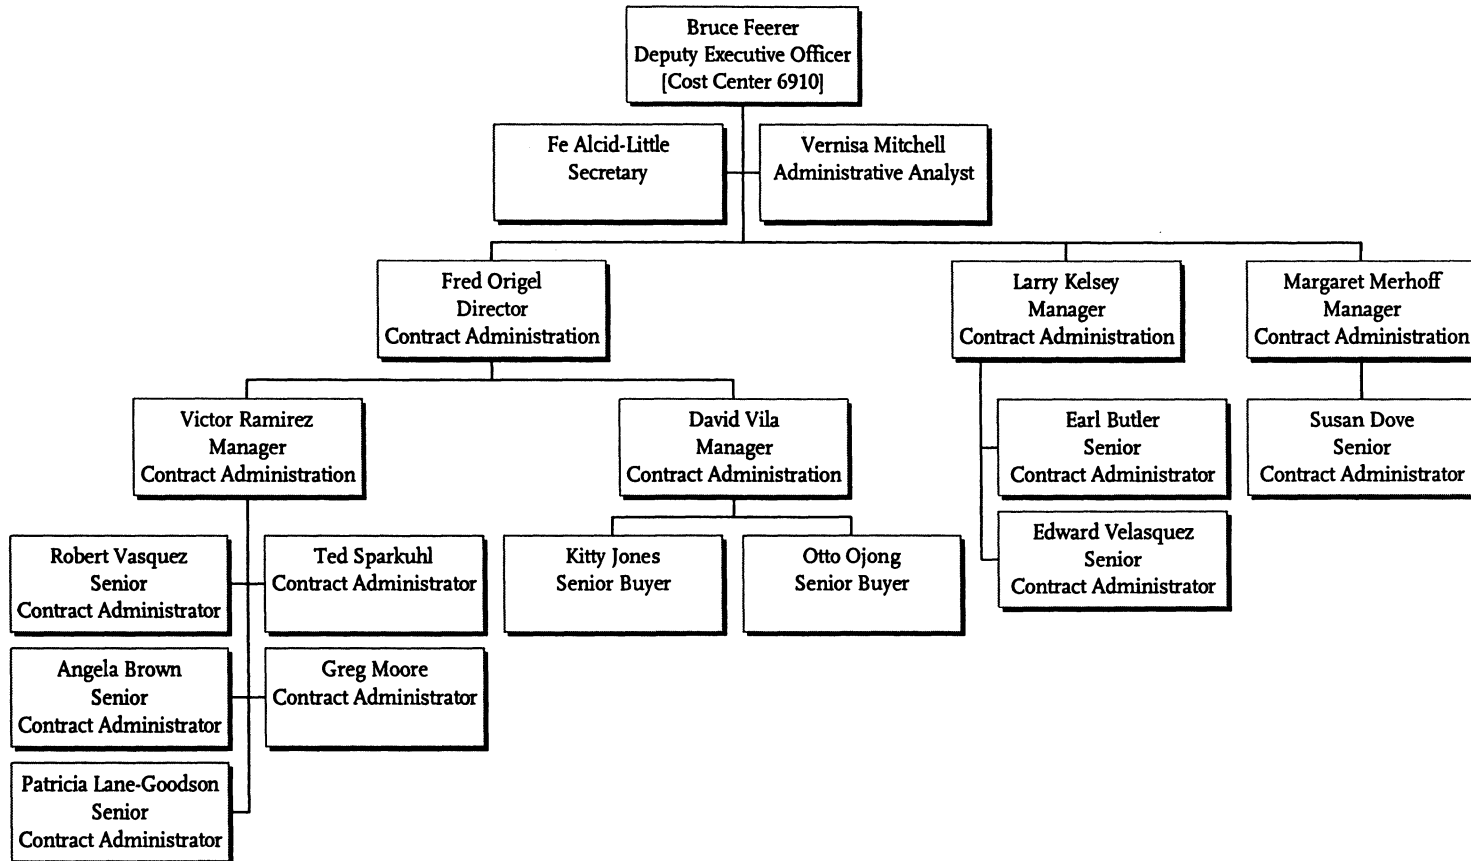 Bruce Feerer
Deputy Executive Officer
[Cost Center 6910]
Fe Alcid-Little
Secretary
Vernisa Mitchell
Administrative Analyst
Fred Origel
Director
Contract Administration
Larry Kelsey
Manager
Contract Administration
Margaret Merhoff
Manager
Contract Administration
Victor Ramirez
Manager
Contract Administration
David Vila
Manager
Contract Administration
Earl Butler
Senior
Contract Administrator
Susan Dove
Senior
Contract Administrator
Edward Velasquez
Senior
Contract Administrator
Robert Vasquez
Senior
Contract Administrator
Ted Sparkuhl
Contract Administrator
Kitty Jones
Senior Buyer
Otto Ojong
Senior Buyer
Angela Brown
Senior
Contract Administrator
Greg Moore
Contract Administrator
Patricia Lane-Goodson
Senior
Contract Administrator